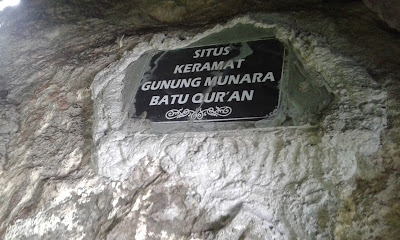 SITUS
KERAMAT
GUNUNG MUNARA
BATU QUR'AN